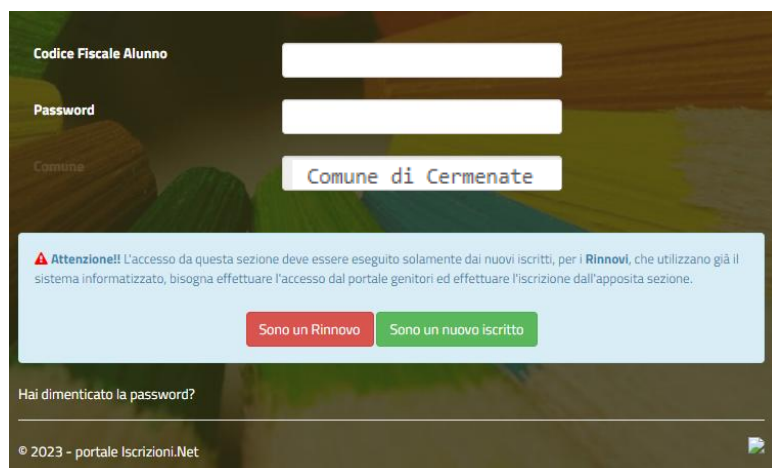 Codice Fiscale Alunno
Password
Comune
Comune di Cermenate
Attenzione!! L'accesso da questa sezione deve essere eseguito solamente dai nuovi iscritti, per i Rinnovi, che utilizzano già il
sistema informatizzato, bisogna effettuare l'accesso dal portale genitori ed effettuare l'iscrizione dall'apposita sezione.
Sono un Rinnovo
Sono un nuovo iscritto
Hai dimenticato la password?
© 2023 - portale Iscrizioni.Net